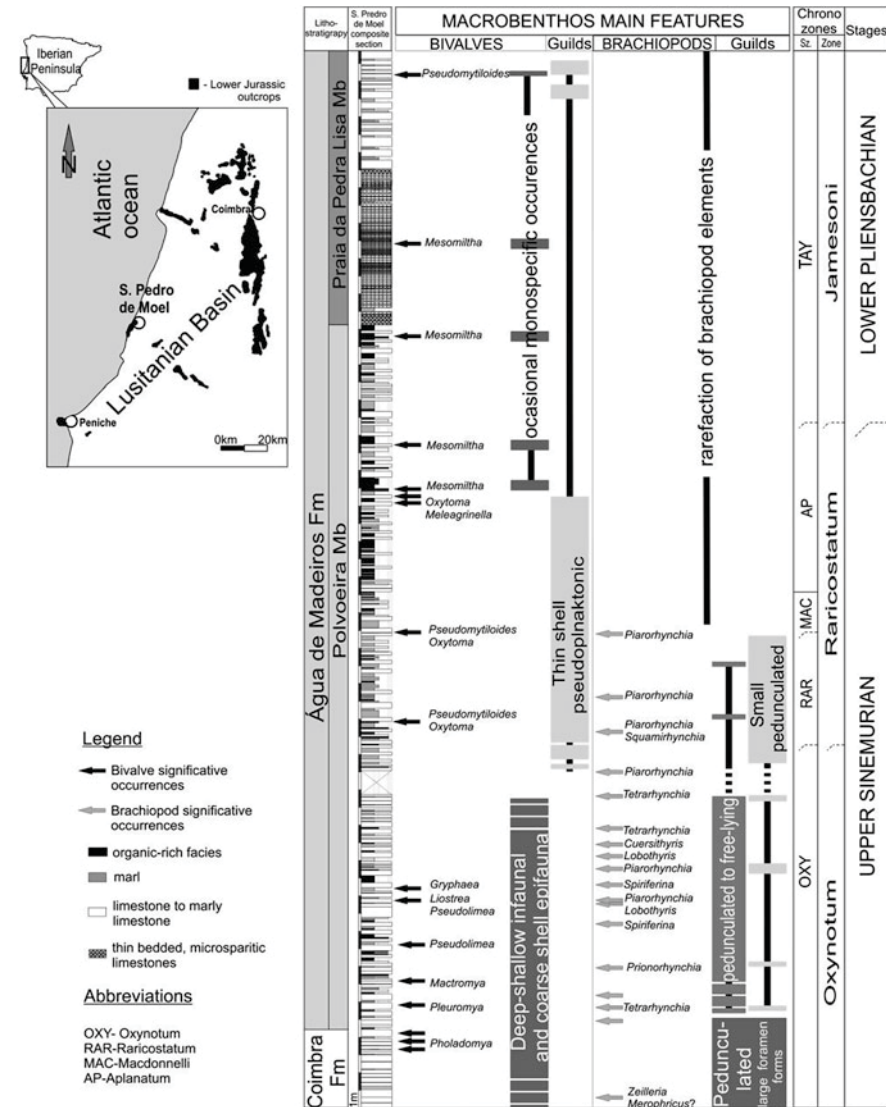 Iberian
Peninsula
- Lower Jurassic
outcrops
N
Atlantic
ocean
Coimbra
S. Pedro
de Moel
Lusitanian Basin
Peniche
0km 20km
Legend
Bivalve significative
occurrences
Brachiopod significative
occurrences
organic-rich facies
marl
limestone to marly
limestone
thin bedded, microsparitic
limestones
Abbreviations
OXY- Oxynotum
RAR-Raricostatum
MAC-Macdonnelli
AP-Aplanatum
Litho-
stratigrapy
S. Predro
de Moel
composite
section
MACROBENTHOS MAIN FEATURES
BIVALVES
Guilds
BRACHIOPODS
Guilds
Chrono
zones
Sz.
Zone
Stages
Água de Madeiros Fm
Coimbra
Fm
Praia da Pedra Lisa Mb
Polvoeira Mb
1m
Pseudomytiloides
Mesomiltha
Mesomiltha
Mesomiltha
Mesomiltha
Oxytoma
Meleagrinella
Pseudomytiloides
Oxytoma
Pseudomytiloides
Oxytoma
Gryphaea
Liostrea
Pseudolimea
Pseudolimea
Mactromya
Pleuromya
Pholadomya
ocasional monospecific occurences
Deep-shallow infaunal
and coarse shell epifauna
Thin shell
pseudoplnaktonic
Piarorhynchia
Piarorhynchia
Piarorhynchia
Squamirhynchia
Piarorhynchia
Tetrarhynchia
Tetrarhynchia
Cuersithyris
Lobothyris
Piarorhynchia
Spiriferina
Piarorhynchia
Lobothyris
Spiriferina
Prionorhynchia
Tetrarhynchia
Zeilleria
Merophricus?
rarefaction of brachiopod elements
pedunculated to free-lying
Small
pedunculated
Peduncu-
lated
large foramen
forms
TAY
AP
MAC
RAR
OXY
Jamesoni
Raricostatum
Oxynotum
LOWER PLIENSBACHIAN
UPPER SINEMURIAN